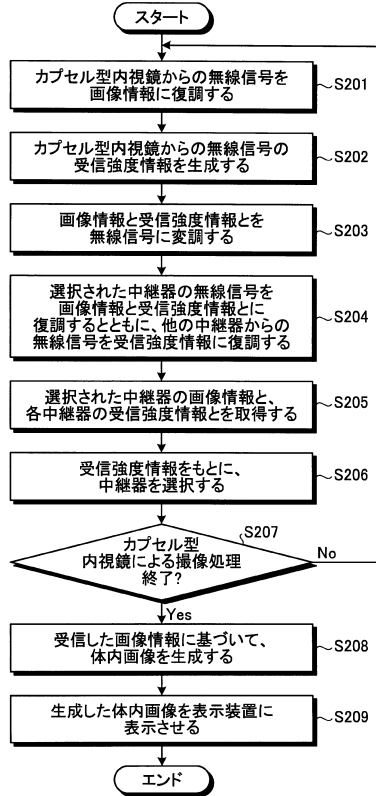 スタート
カプセル型内視鏡からの無線信号を
画像情報に復調する
S201
カプセル型内視鏡からの無線信号の
受信強度情報を生成する
S202
画像情報と受信強度情報とを
無線信号に変調する
S203
選択された中継器の無線信号を
画像情報と受信強度情報とに
復調するとともに、他の中継器からの
無線信号を受信強度情報に復調する
S204
選択された中継器の画像情報と、
各中継器の受信強度情報とを取得する
S205
受信強度情報をもとに、
中継器を選択する
S206
S207
カプセル型
内視鏡による撮像処理
終了?
No
Yes
受信した画像情報に基づいて、
体内画像を生成する
S208
生成した体内画像を表示装置に
表示させる
S209
エンド